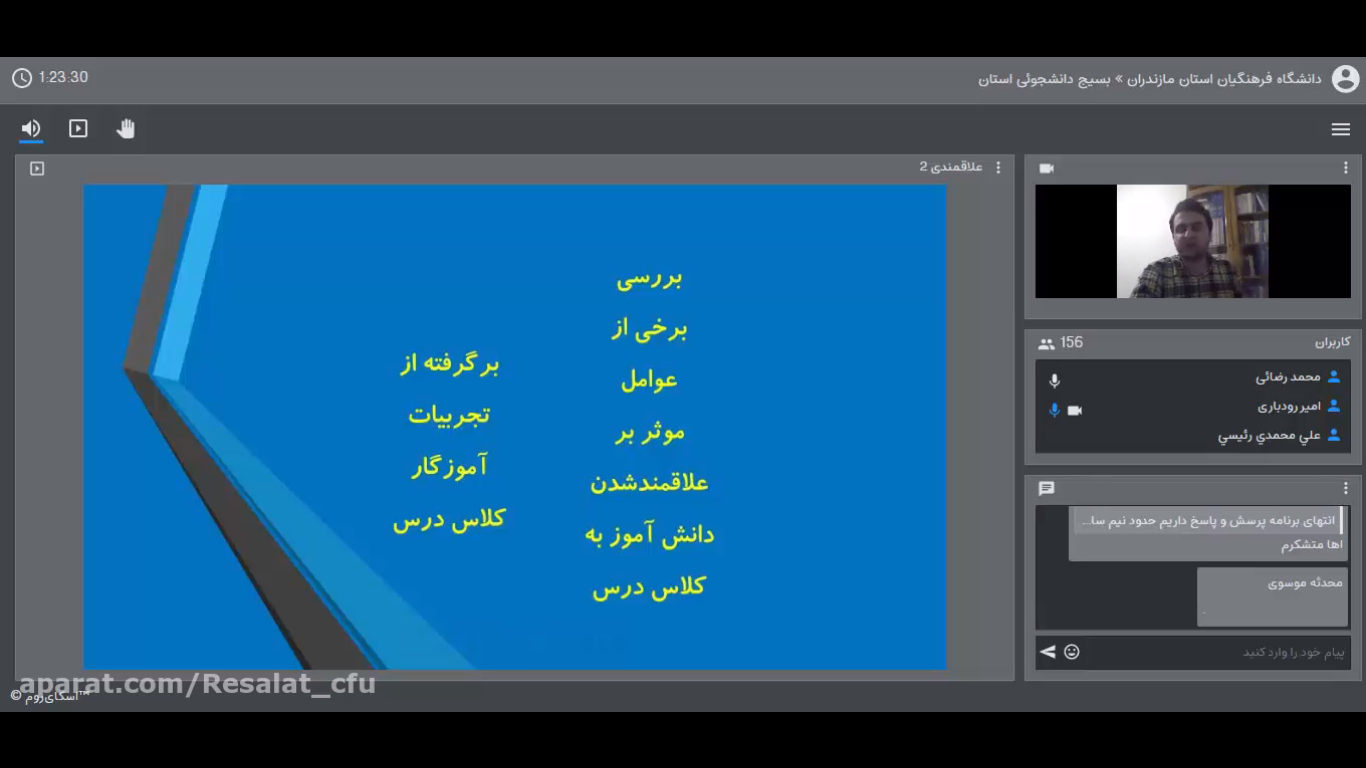 1:23:30
دانشگاه فرهنگیان استان مازندران » بسیج دانشجوئی استان
علاقمندی 2
بررسی
برخی از
عوامل
موثر بر
علاقمندشدن
دانش آموز به
کلاس درس
برگرفته از
تجربیات
آموزگار
کلاس درس
کاربران
156
محمد رضائی
امیر رودباری
علي محمدي رئيسي
انتهای برنامه پرسش و پاسخ داریم حدود نیم سا...
اها متشکرم
محدثه موسوی
.
پیام خود را وارد کنید
aparat.com/Resalat_cfu
© اسکای‌روم™